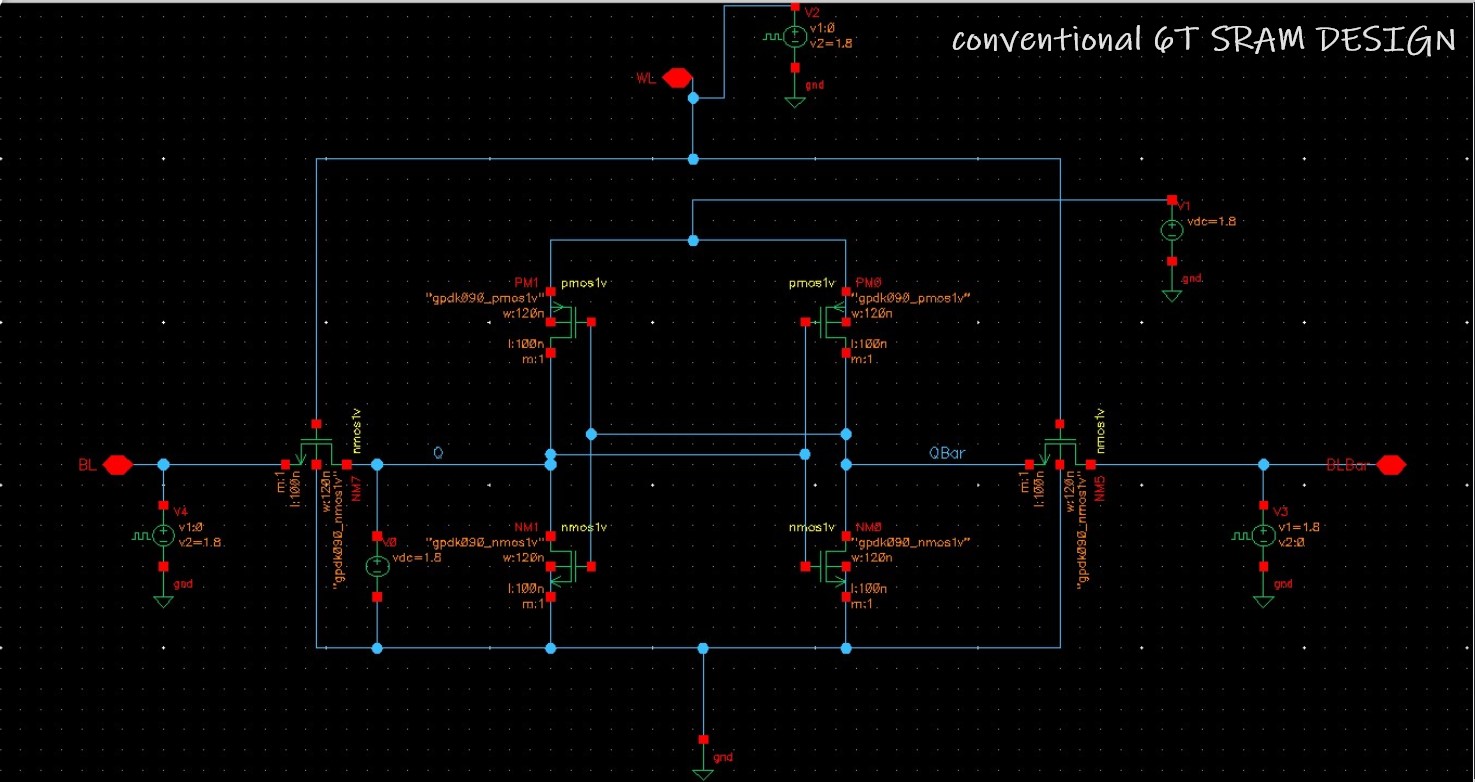 V2
v1:0
v2=1.8
conventional 6T SRAM DESIGN
WL
gnd
V1
vdc=1.8
gnd
PM1
pmos1v
"gpdk090_pmos1v"
w:120n
l:100n
m:1
pmos1v
PM0
"gpdk090_pmos1v"
w:120n
l:100n
m:1
nmos1v
nmos1v
BL
Q
QBar
BLBar
m:1
l:100n
w:120n
"gpdk090_nmos1v"
NM7
m:1
l:100n
w:120n
"gpdk090_nmos1v"
NM5
V4
v1:0
v2=1.8
gnd
V0
vdc=1.8
NM1
nmos1v
"gpdk090_nmos1v"
w:120n
l:100n
m:1
nmos1v
NM0
"gpdk090_nmos1v"
w:120n
l:100n
m:1
V3
v1=1.8
v2:0
gnd
gnd